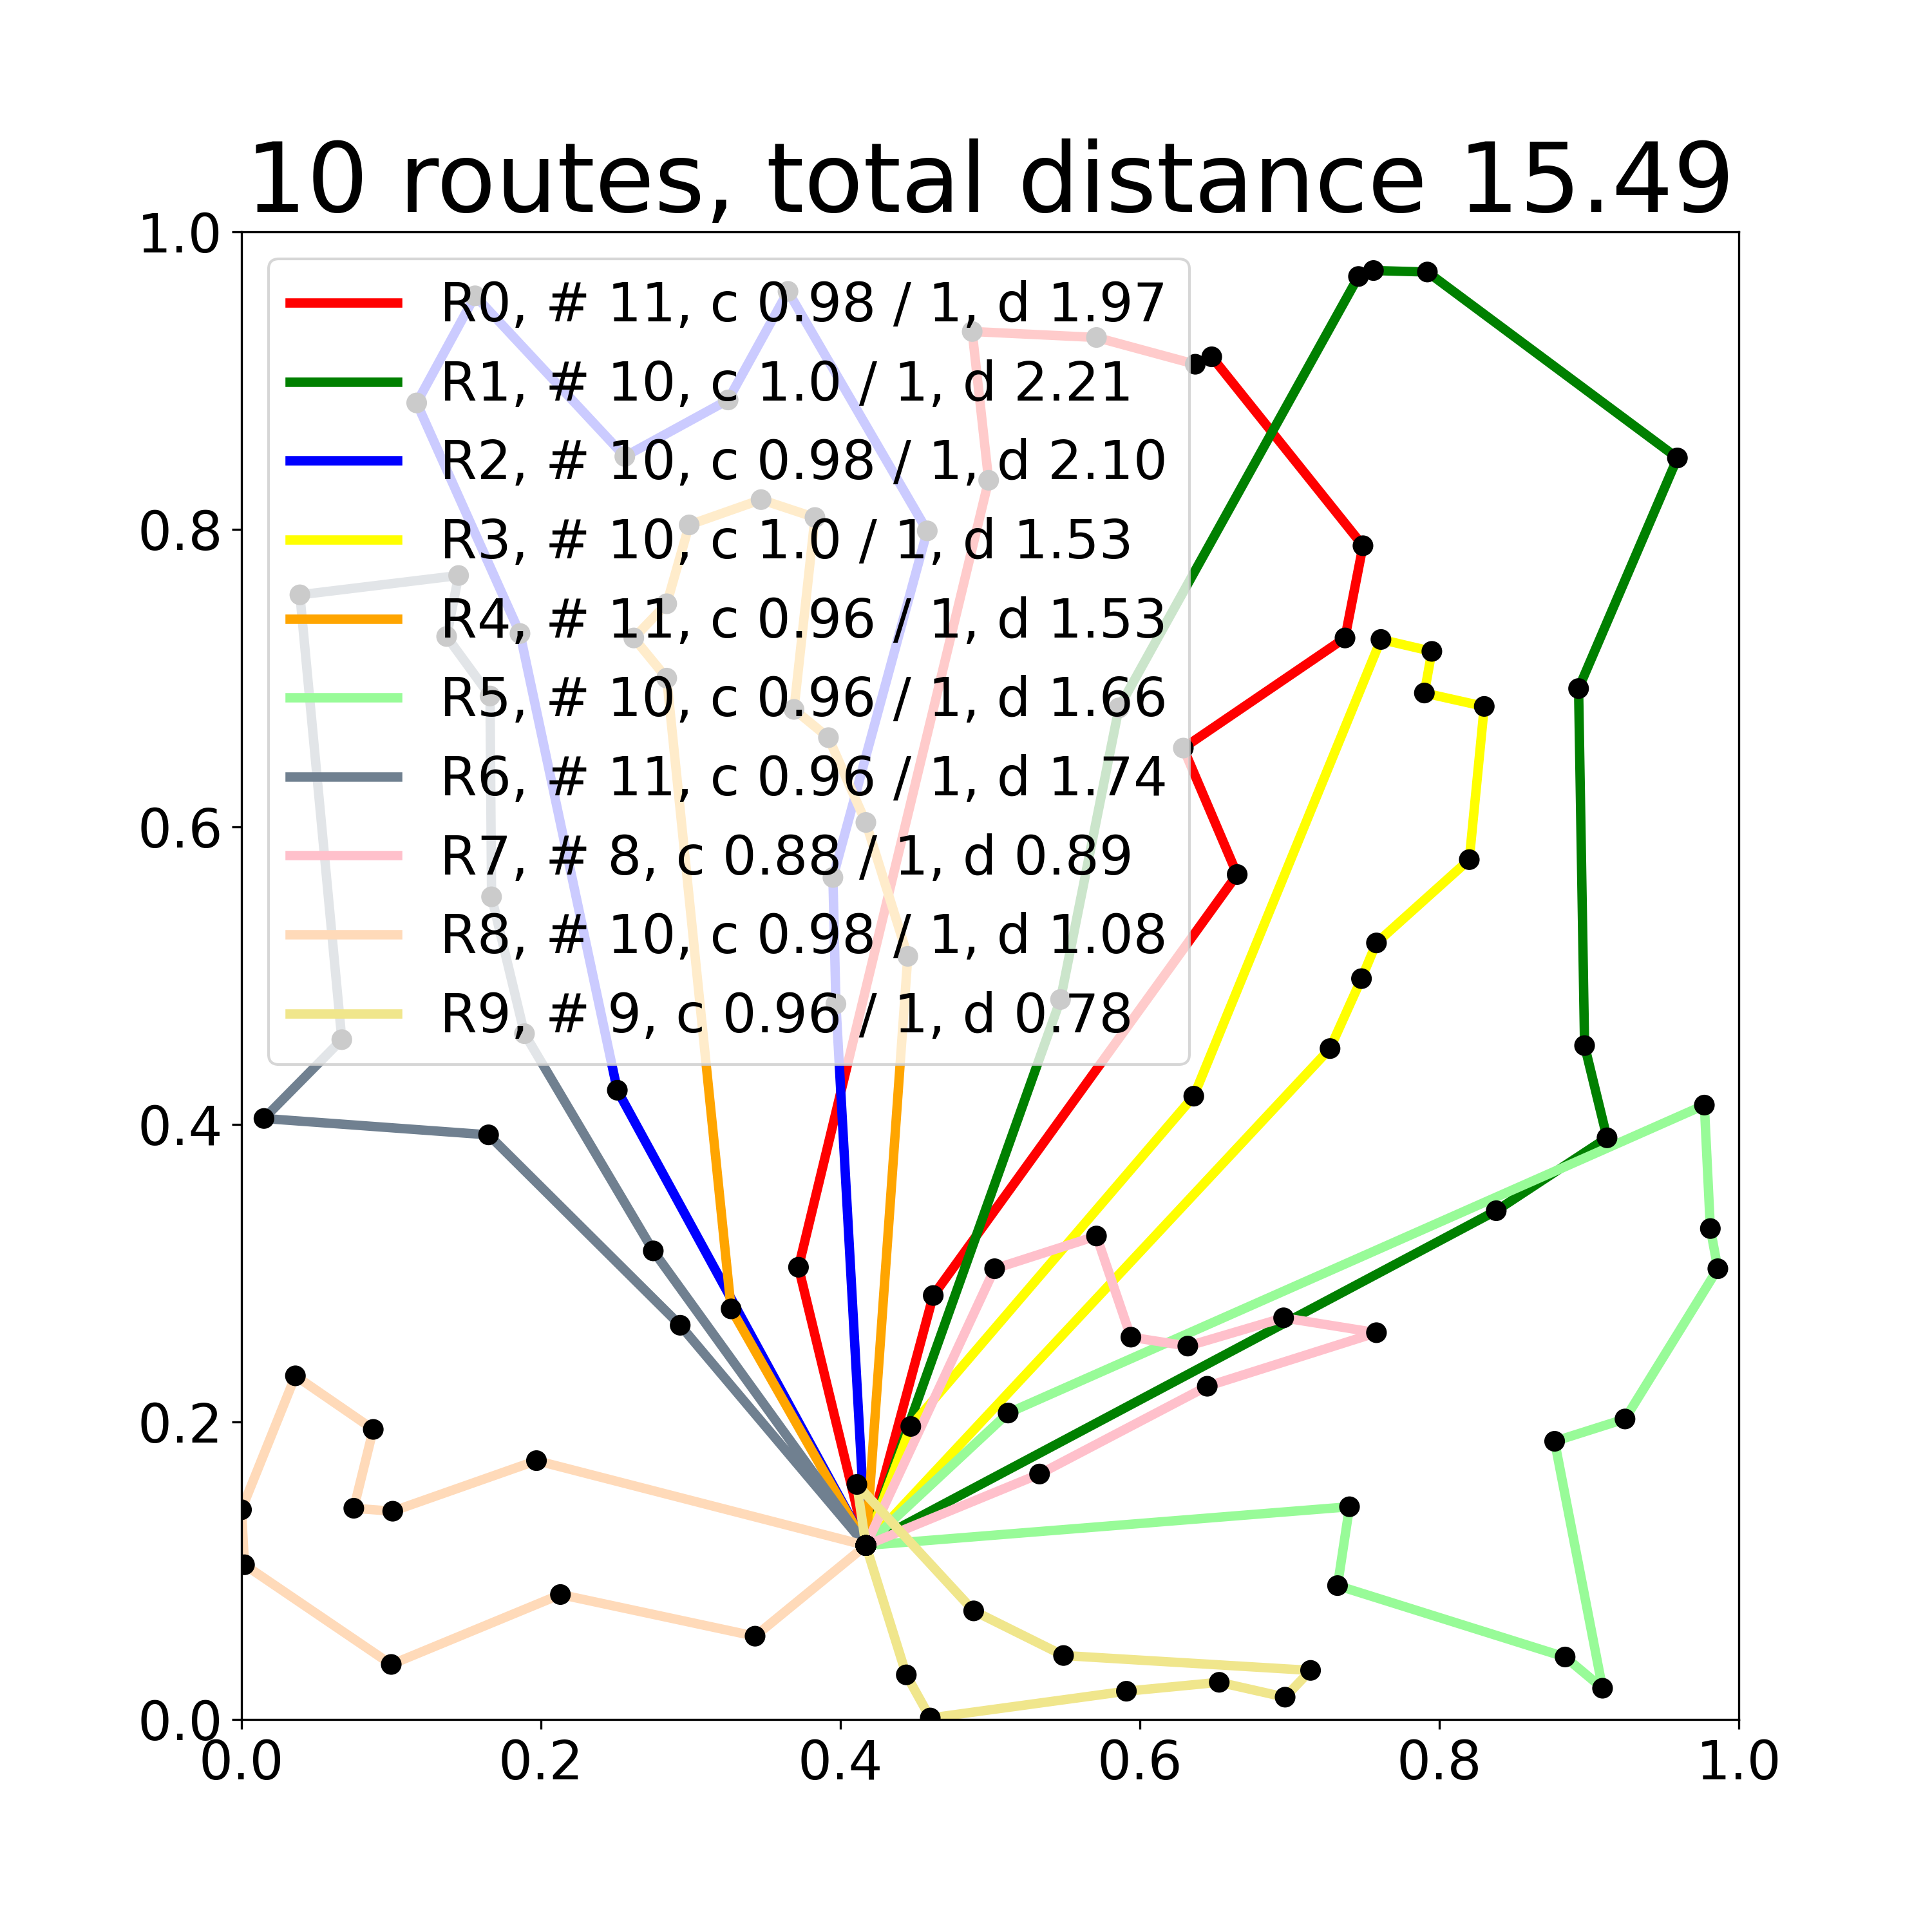 10 routes, total distance 15.49
1.0
0.8
0.6
0.4
0.2
0.0
R0, # 11, c 0.98 / 1, d 1.97
R1, # 10, c 1.0 / 1, d 2.21
R2, # 10, c 0.98 / 1, d 2.10
R3, # 10, c 1.0 / 1, d 1.53
R4, # 11, c 0.96 / 1, d 1.53
R5, # 10, c 0.96 / 1, d 1.66
R6, # 11, c 0.96 / 1, d 1.74
R7, # 8, c 0.88 / 1, d 0.89
R8, # 10, c 0.98 / 1, d 1.08
R9, # 9, c 0.96 / 1, d 0.78
0.0 0.2 0.4 0.6 0.8 1.0